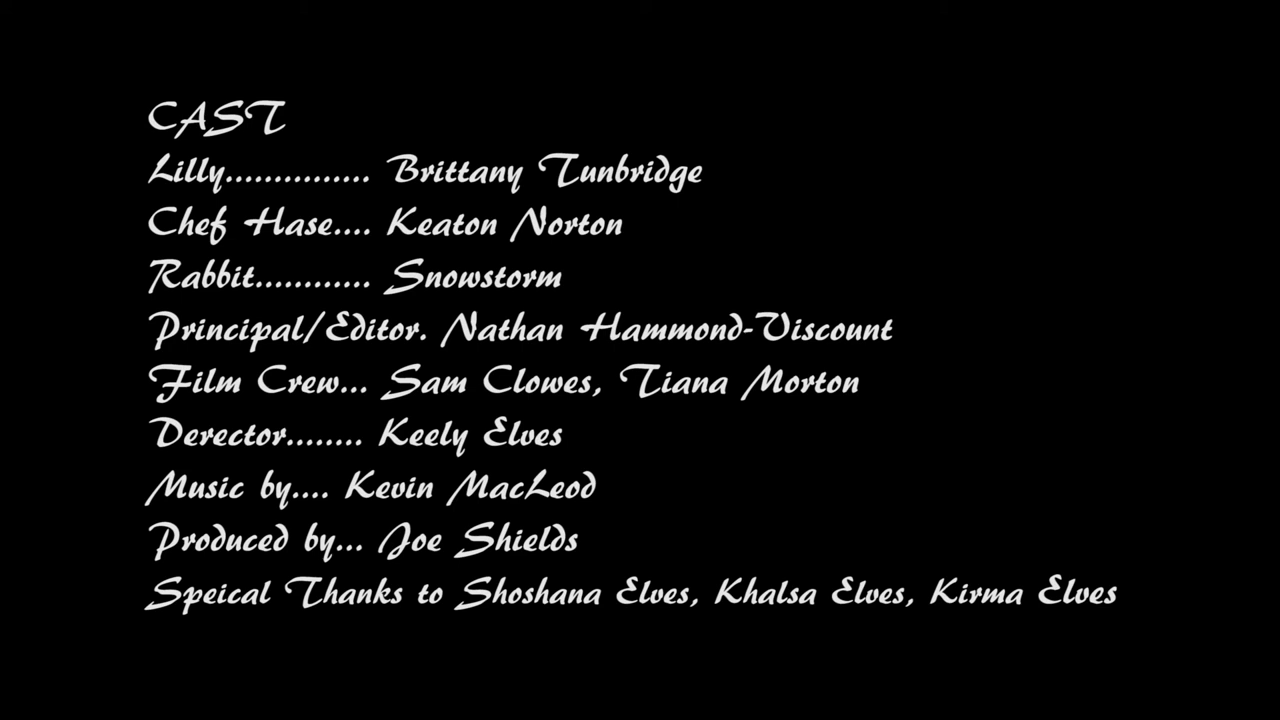 CAST
Lilly............... Brittany Tunbridge
Chef Hase.... Keaton Norton
Rabbit............ Snowstorm
Principal/Editor. Nathan Hammond-Viscount
Film Crew... Sam Clowes, Tiana Morton
Derector........ Keely Elves
Music by.... Kevin MacLeod
Produced by... Joe Shields
Speical Thanks to Shoshana Elves, Khalsa Elves, Kirma Elves